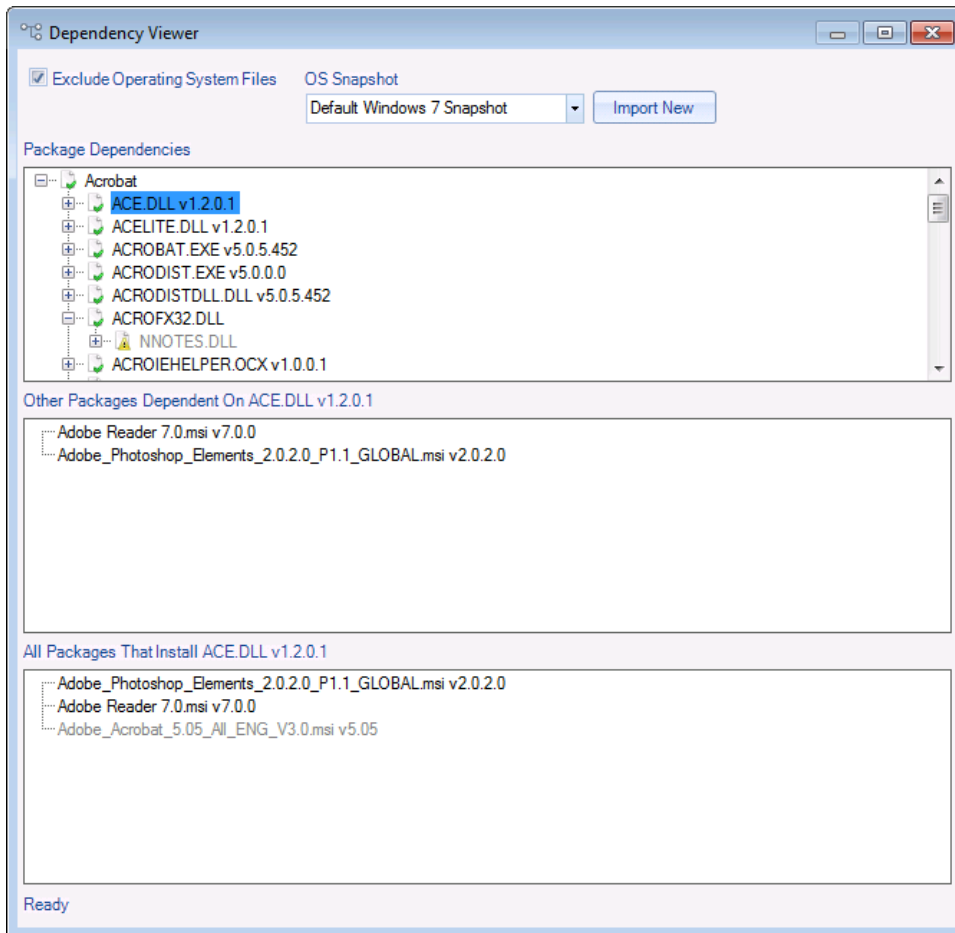 Dependency Viewer
Exclude Operating System Files
OS Snapshot
Default Windows 7 Snapshot
Import New
Package Dependencies
Acrobat
ACE.DLL v1.2.0.1
ACELITE.DLL v1.2.0.1
ACROBAT.EXE v5.0.5.452
ACRODIST.EXE v5.0.0.0
ACRODISTDLL.DLL v5.0.5.452
ACROFX32.DLL
NNOTES.DLL
ACROIEHELPER.OCX v1.0.0.1
Other Packages Dependent On ACE.DLL v1.2.0.1
Adobe Reader 7.0.msi v7.0.0
Adobe_Photoshop_Elements_2.0.2.0_P1.1_GLOBAL.msi v2.0.2.0
All Packages That Install ACE.DLL v1.2.0.1
Adobe_Photoshop_Elements_2.0.2.0_P1.1_GLOBAL.msi v2.0.2.0
Adobe Reader 7.0.msi v7.0.0
Adobe_Acrobat_5.05_All_ENG_V3.0.msi v5.05
Ready